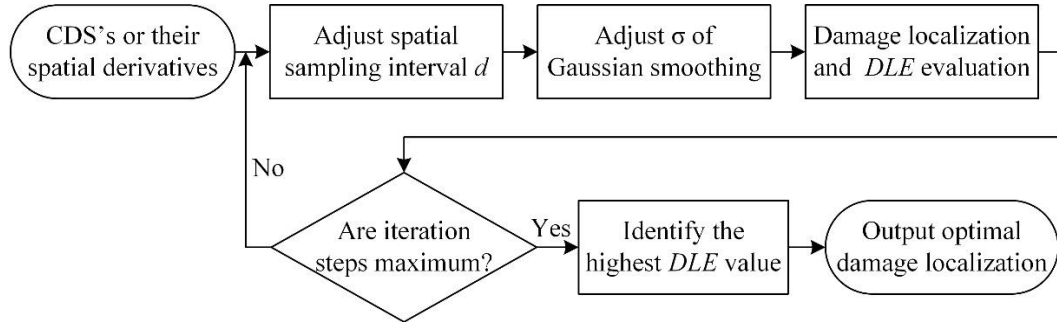 CDS's or their
spatial derivatives
Adjust spatial
sampling interval d
Adjust σ of
Gaussian smoothing
Damage localization
and DLE evaluation
No
Are iteration
steps maximum?
Yes
Identify the
highest DLE value
Output optimal
damage localization